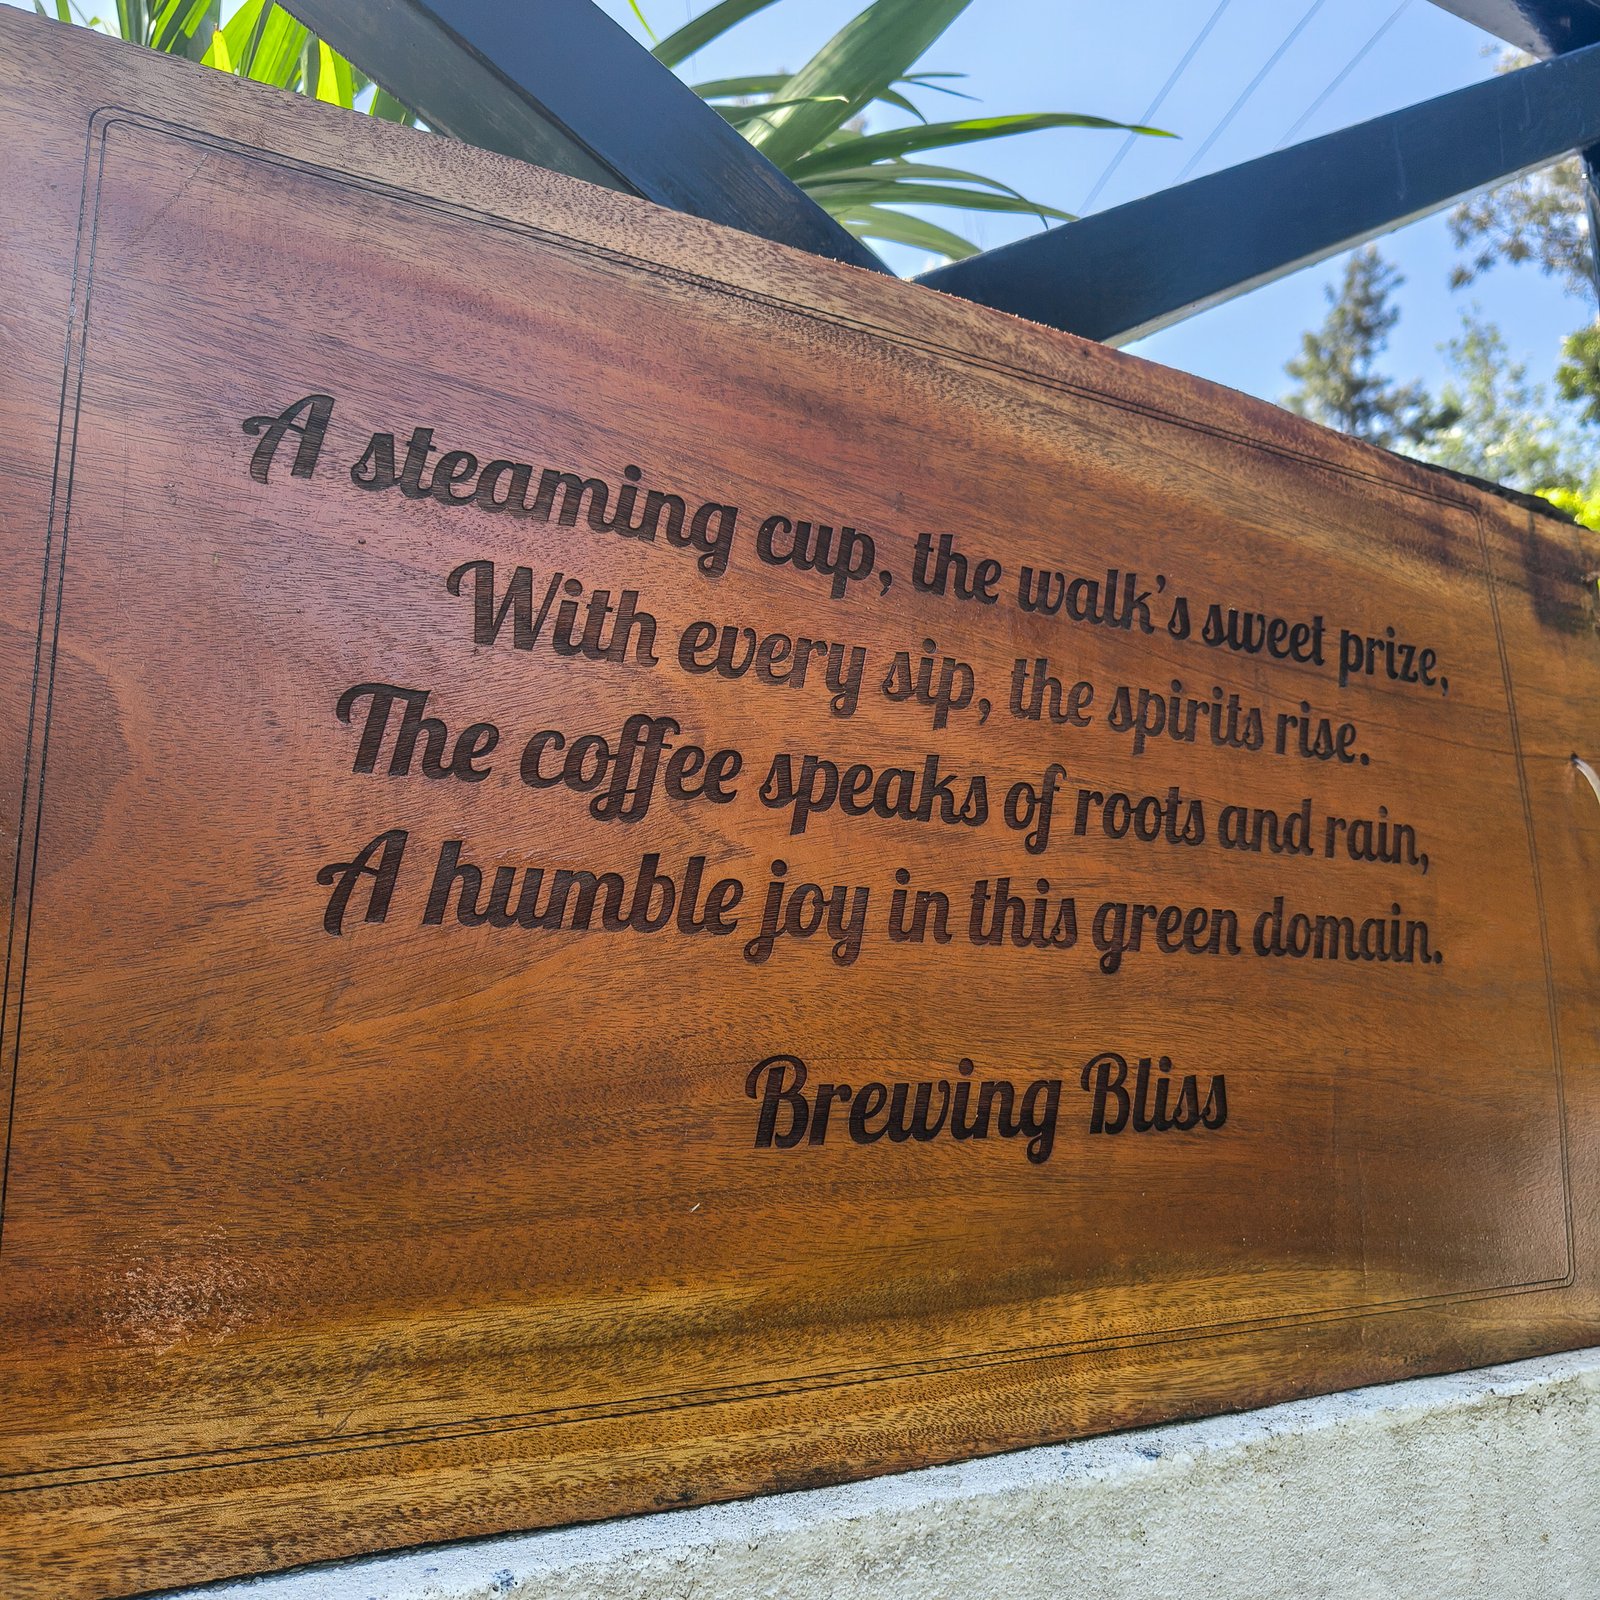 A steaming cup, the walk's sweet prize,
With every sip, the spirits rise.
The coffee speaks of roots and rain,
A humble joy in this green domain.
Brewing Bliss